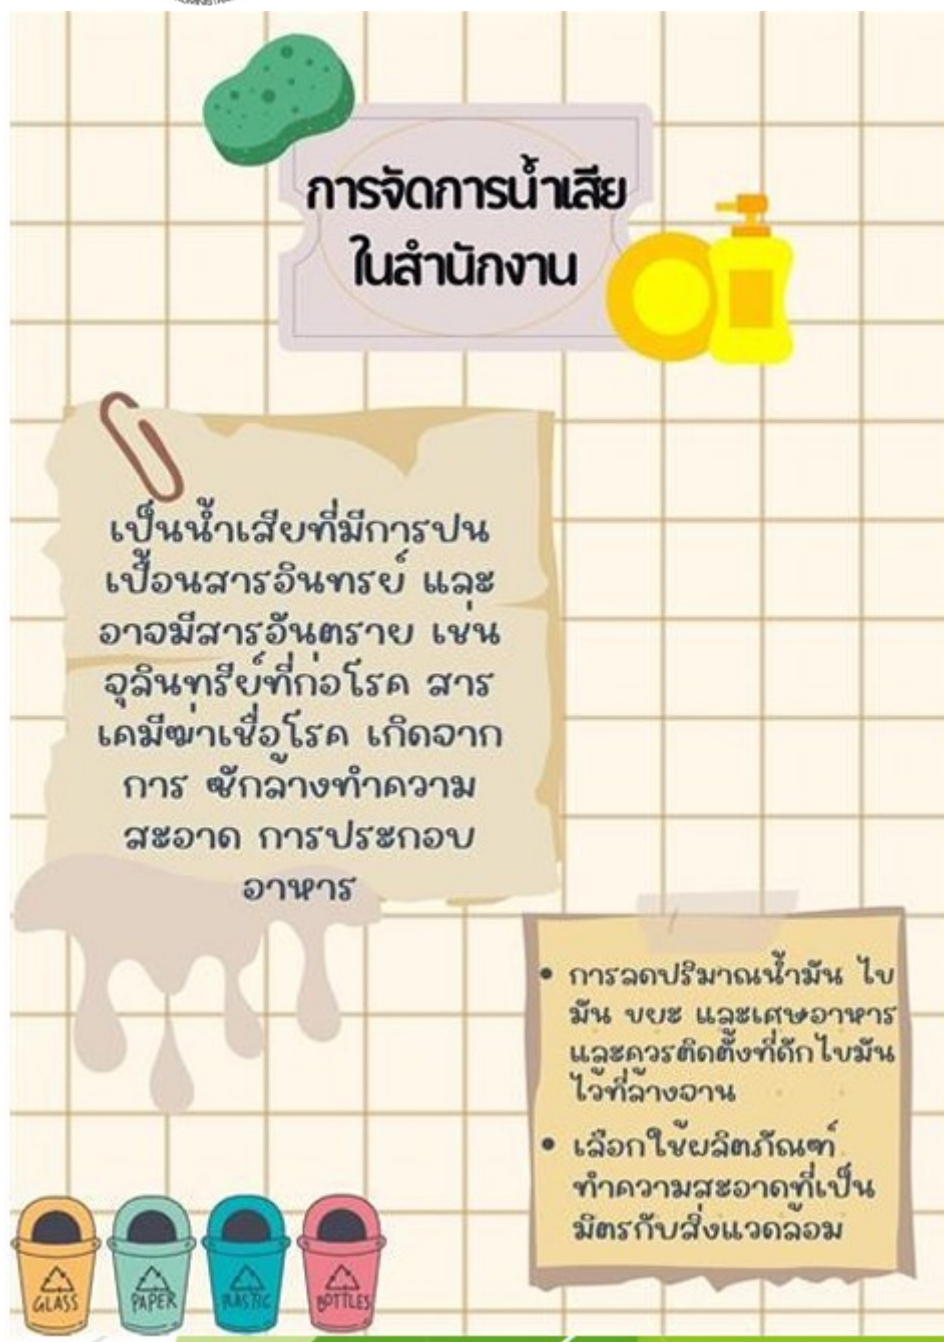 การจัดการน้ำเสีย
ในสำนักงาน
เป็นน้ำเสียที่มีการปน
เปื้อนสารอินทรย์ และ
อาจมีสารอันตราย เช่น
จุลินทรีย์ที่ก่อโรค สาร
เคมีฆ่าเชื่อโรค เกิดจาก
การ ซักล้างทำความ
สะอาด การประกอบ
อาหาร
• การลดปริมาณน้ำมัน ไข
มัน ขยะ และเศษอาหาร
และควรติดตั้งที่ดักไขมัน
ไว้ที่ล้างจาน
• เลือกใช้ผลิตภัณฑ์
ทำความสะอาดที่เป็น
มิตรกับสิ่งแวดล้อม
GLASS PAPER PLASTIC BOTTLES